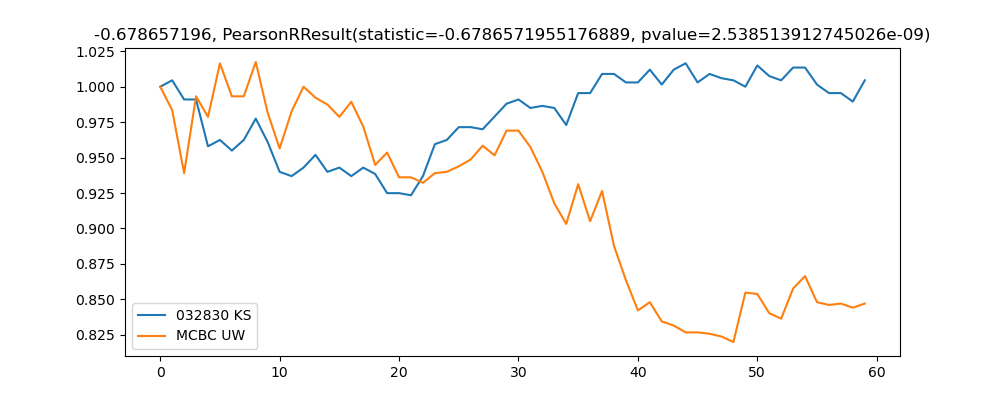 -0.678657196, PearsonRResult(statistic=-0.6786571955176889, pvalue=2.538513912745026e-09)
1.025
1.000
0.975
0.950
0.925
0.900
0.875
0.850
0.825
032830 KS
MCBC UW
0 10 20 30 40 50 60